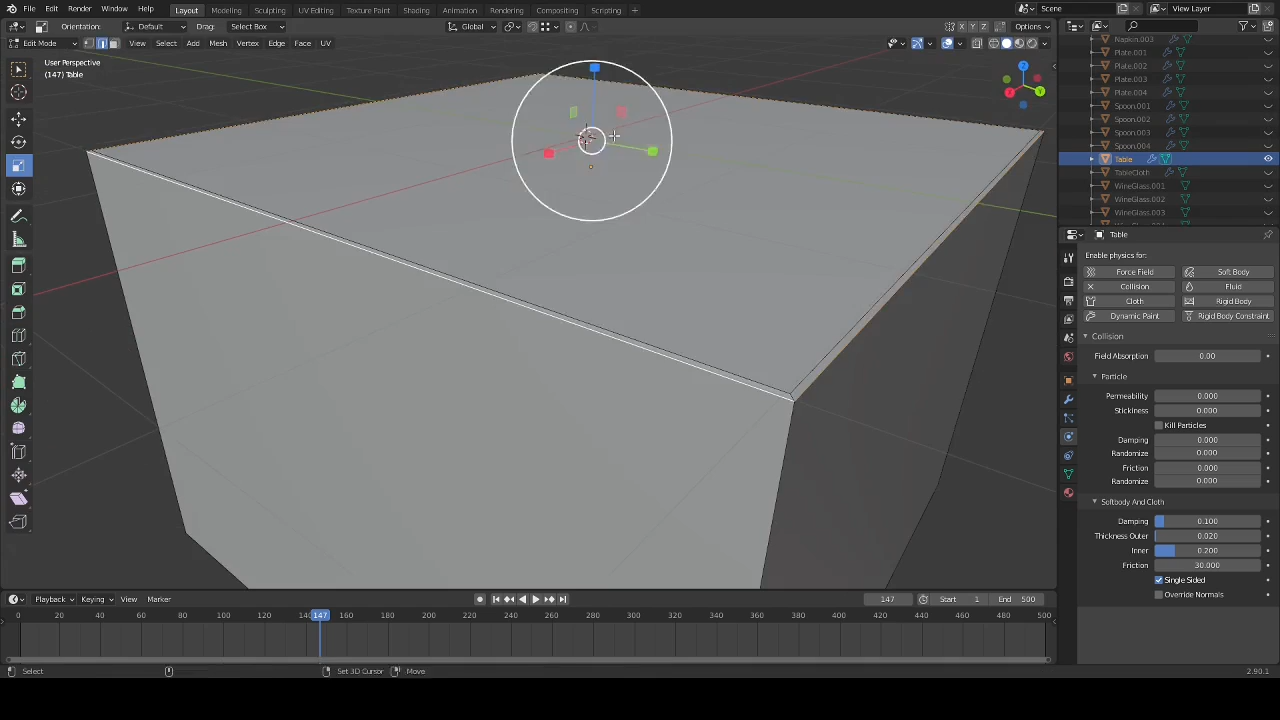 File Edit Render Window Help Layout Modeling Sculpting UV Editing Texture Paint Shading Animation Rendering Compositing Scripting Scene View Layer
Orientation: Default Drag: Select Box Global X Y Z Options
Edit Mode View Select Add Mesh Vertex Edge Face UV
User Perspective
(147) Table
Z
X Y
Napkin.003
Plate.001
Plate.002
Plate.003
Plate.004
Spoon.001
Spoon.002
Spoon.003
Spoon.004
Table
TableCloth
WineGlass.001
WineGlass.002
WineGlass.003
Table
Enable physics for:
Force Field Soft Body
Collision Fluid
Cloth Rigid Body
Dynamic Paint Rigid Body Constraint
Collision
Field Absorption 0.00
Particle
Permeability 0.000
Stickiness 0.000
Kill Particles
Damping 0.000
Randomize 0.000
Friction 0.000
Randomize 0.000
Softbody And Cloth
Damping 0.100
Thickness Outer 0.020
Inner 0.200
Friction 30.000
Single Sided
Override Normals
Playback Keying View Marker 147 Start 1 End 500
0 20 40 60 80 100 120 147 160 180 200 220 240 260 280 300 320 340 360 380 400 420 440 460 480 500
Select Set 3D Cursor Move 2.90.1